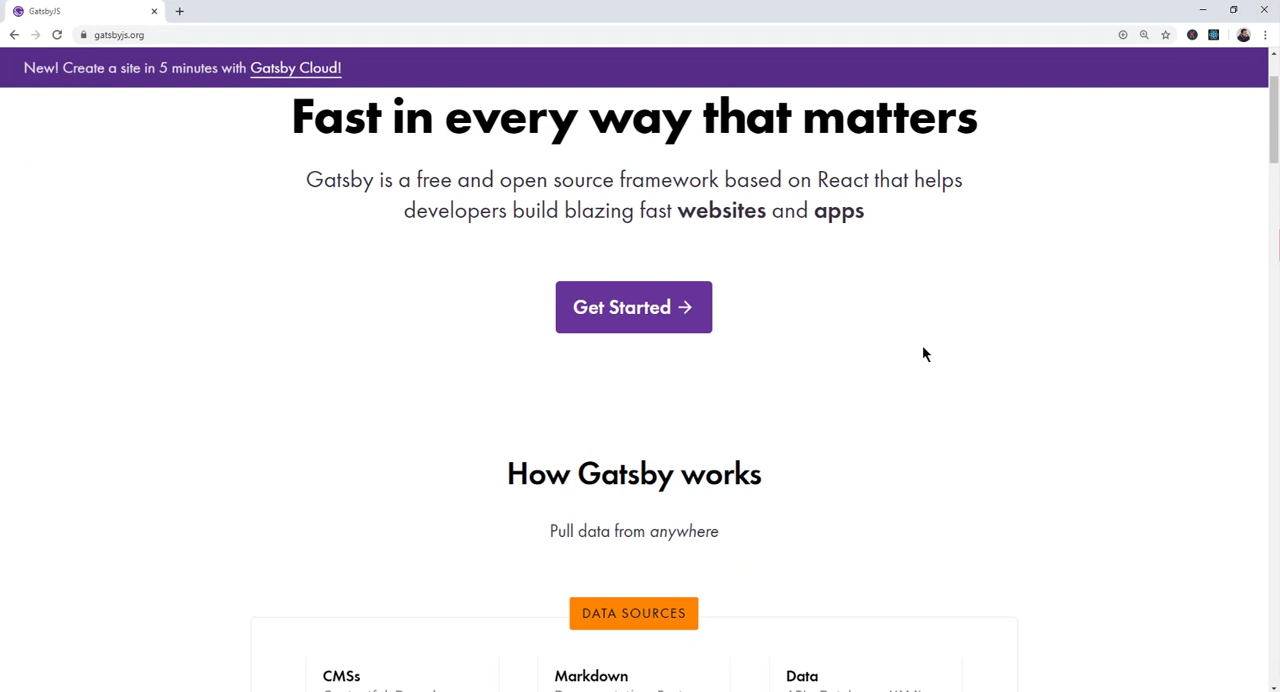 GatsbyJS
gatsbyjs.org
New! Create a site in 5 minutes with Gatsby Cloud!
Fast in every way that matters
Gatsby is a free and open source framework based on React that helps
developers build blazing fast websites and apps
Get Started →
How Gatsby works
Pull data from anywhere
DATA SOURCES
CMSs Markdown Data